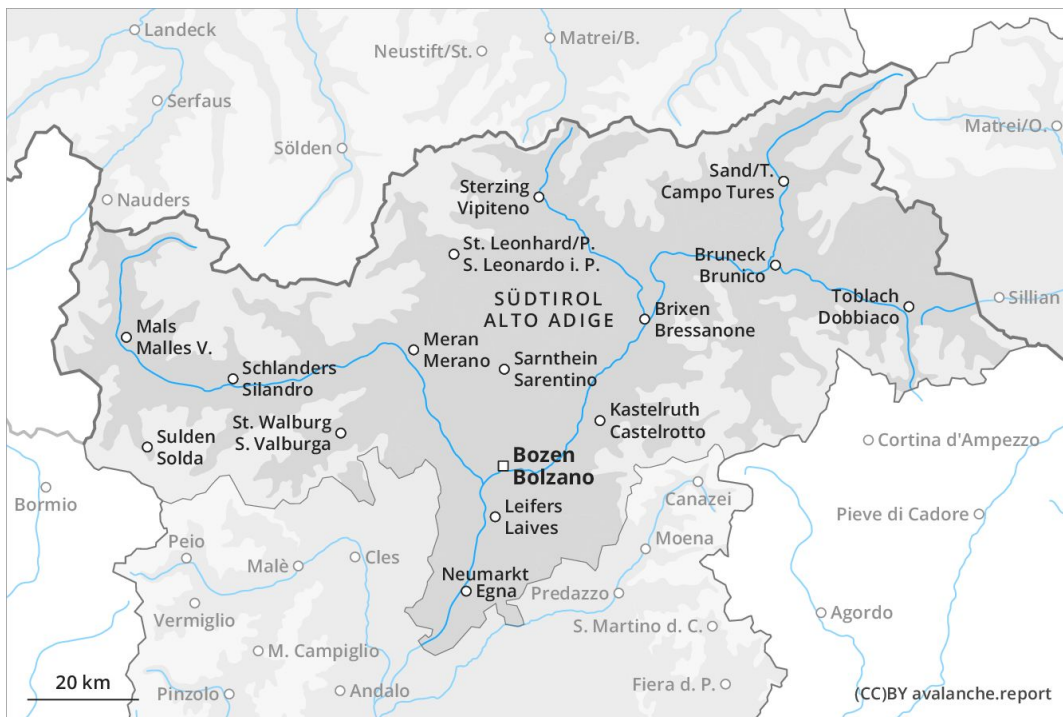 Landeck
Neustift/St.
Matrei/B.
Serfaus
Matrei/O.
Sölden
Sand/T.
Campo Tures
Nauders
Sterzing
Vipiteno
St. Leonhard/P.
S. Leonardo i. P.
Bruneck
Brunico
SÜDTIROL
ALTO ADIGE
Toblach
Dobbiaco
Sillian
Brixen
Bressanone
Mals
Malles V.
Meran
Merano
Sarnthein
Sarentino
Schlanders
Silandro
St. Walburg
S. Valburga
Kastelruth
Castelrotto
Sulden
Solda
Cortina d'Ampezzo
Bozen
Bolzano
Bormio
Canazei
Leifers
Laives
Pieve di Cadore
Moena
Peio
Malè
Cles
Neumarkt
Egna
Predazzo
Vermiglio
Agordo
S. Martino d. C.
M. Campiglio
20 km
Pinzolo
Andalo
Fiera d. P.
(CC)BY avalanche.report